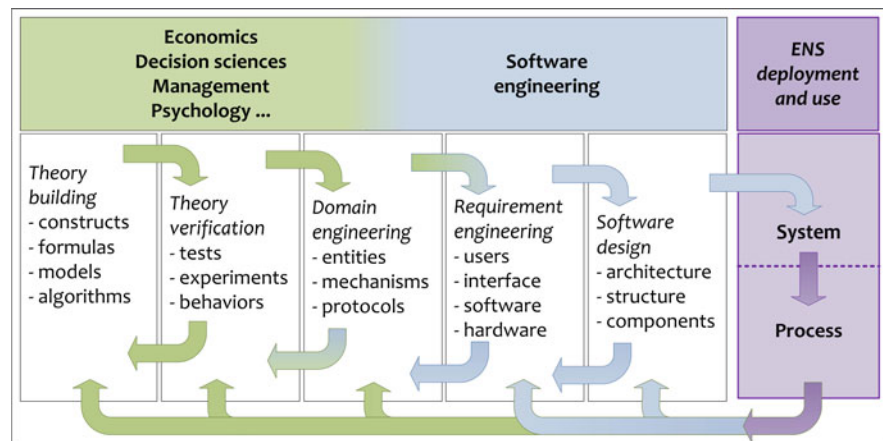 Economics
Decision sciences
Management
Psychology ...
Software
engineering
ENS
deployment
and use
Theory
building
- constructs
- formulas
- models
- algorithms
Theory
verification
- tests
- experiments
- behaviors
Domain
engineering
- entities
- mechanisms
- protocols
Requirement
engineering
- users
- interface
- software
- hardware
Software
design
- architecture
- structure
- components
System
Process